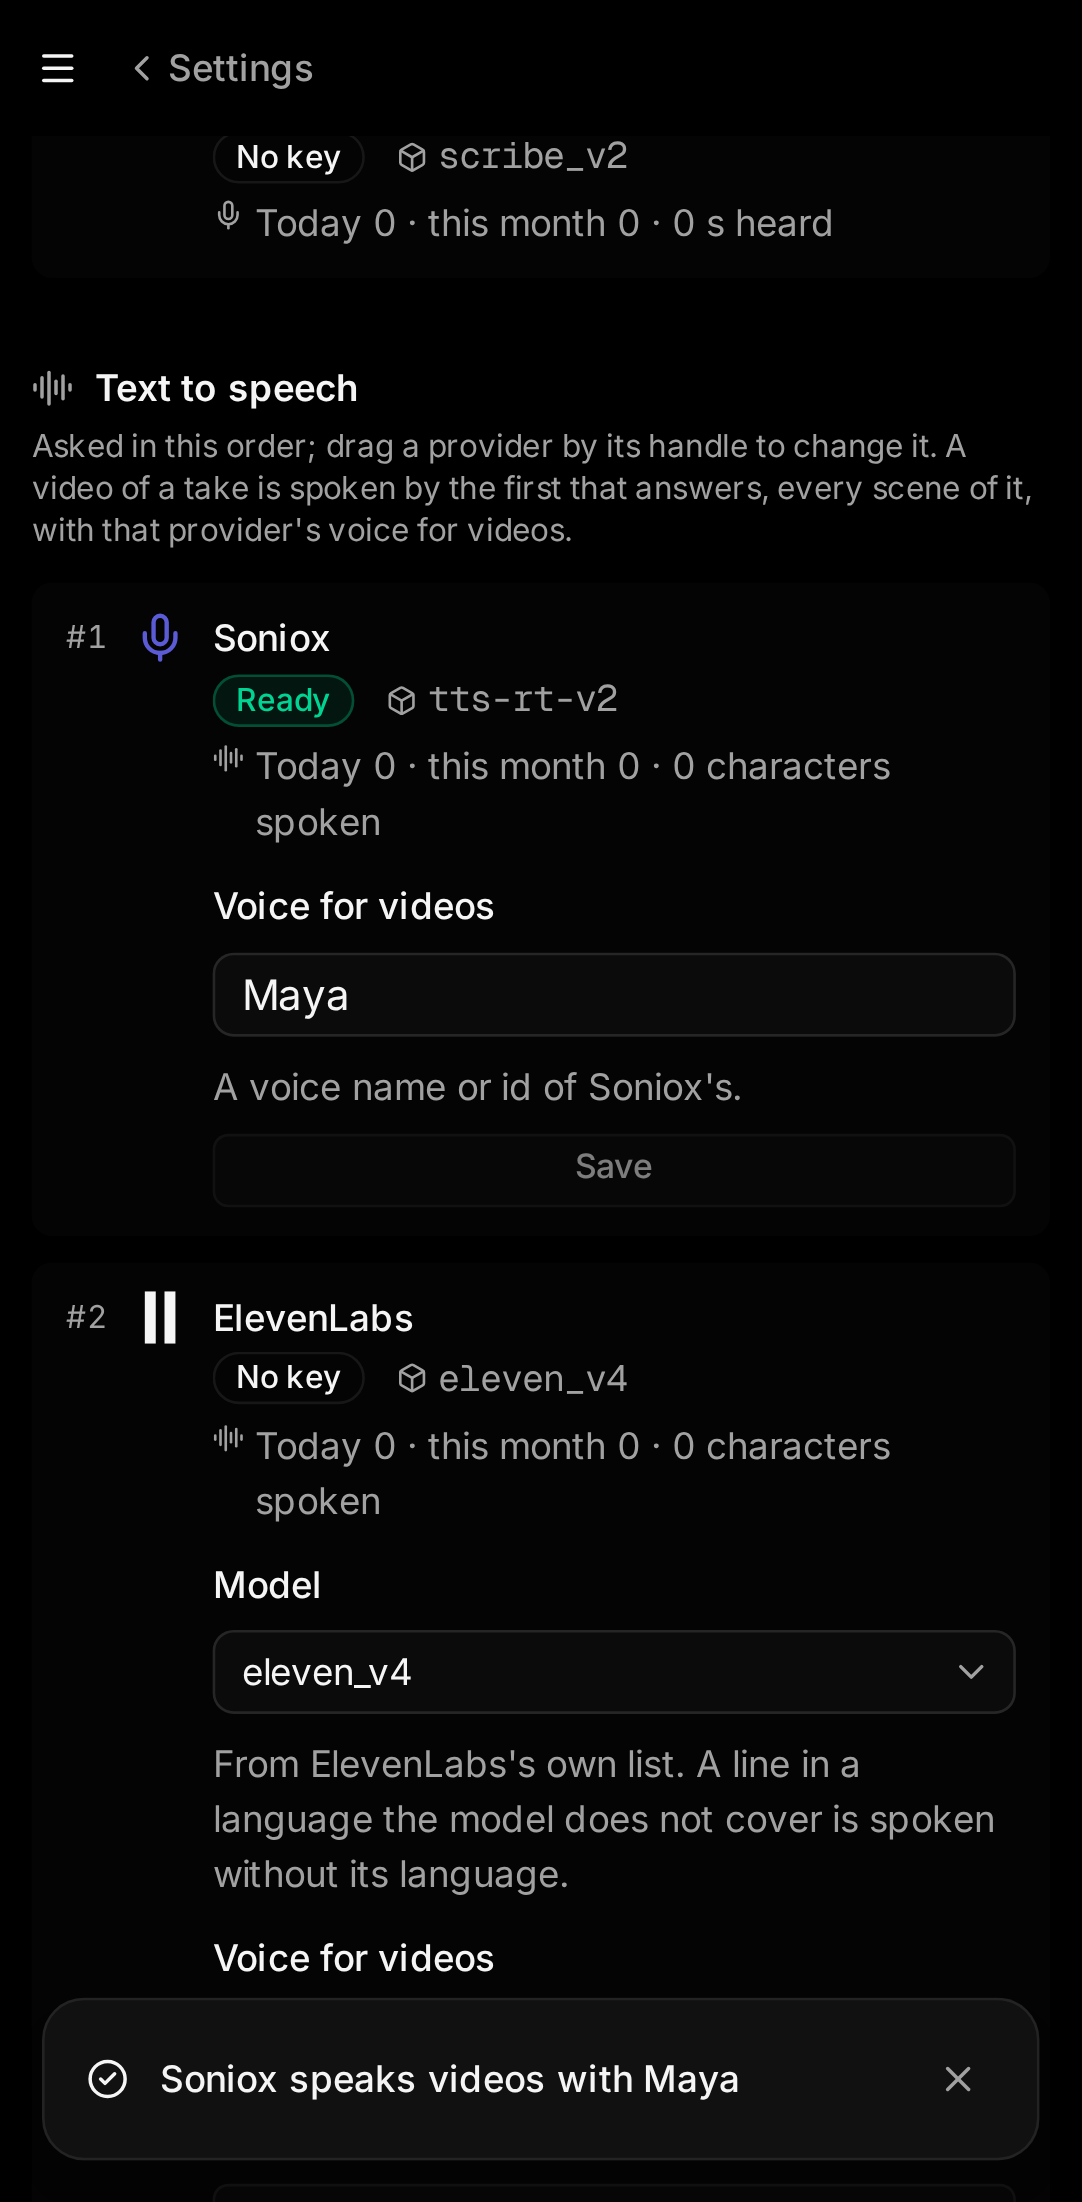 Settings
No key scribe_v2
Today 0 · this month 0 · 0 s heard
Text to speech
Asked in this order; drag a provider by its handle to change it. A
video of a take is spoken by the first that answers, every scene of it,
with that provider's voice for videos.
#1 Soniox
Ready tts-rt-v2
Today 0 · this month 0 · 0 characters
spoken
Voice for videos
Maya
A voice name or id of Soniox's.
Save
#2 ElevenLabs
No key eleven_v4
Today 0 · this month 0 · 0 characters
spoken
Model
eleven_v4
From ElevenLabs's own list. A line in a
language the model does not cover is spoken
without its language.
Voice for videos
Soniox speaks videos with Maya